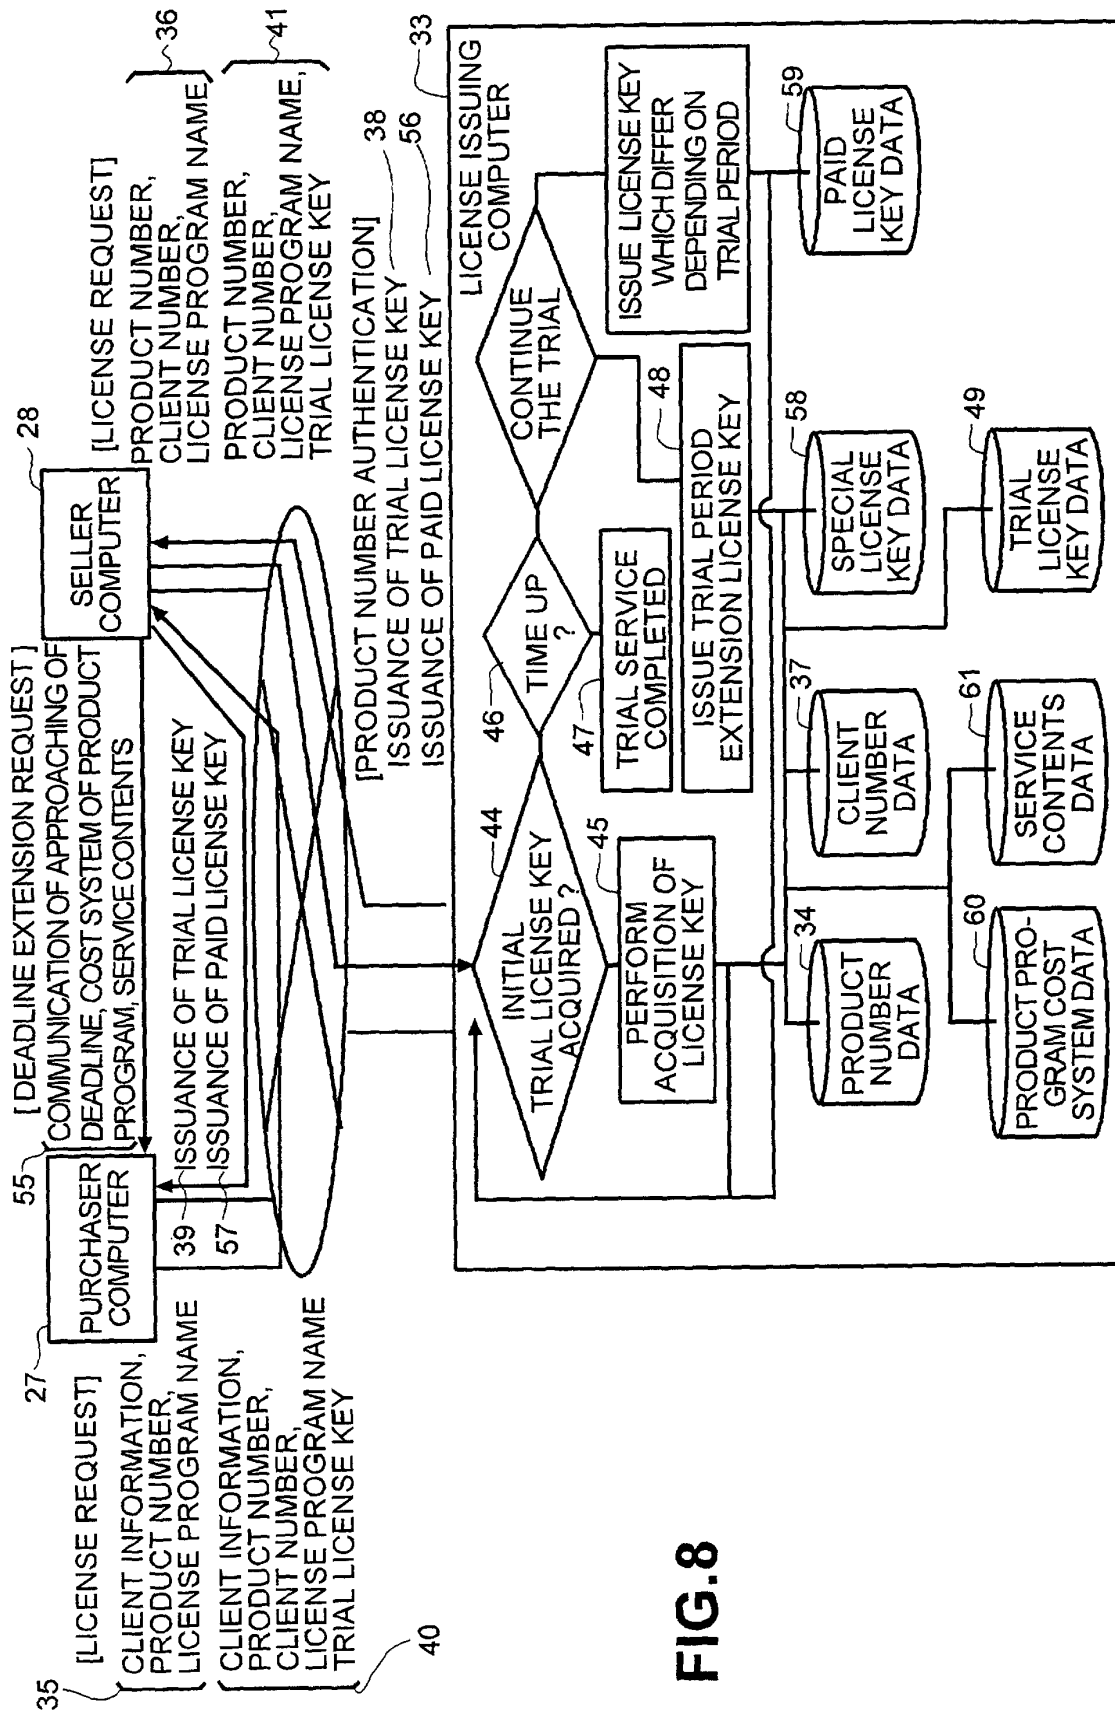 55
[ DEADLINE EXTENSION REQUEST ]
COMMUNICATION OF APPROACHING OF
DEADLINE, COST SYSTEM OF PRODUCT
PROGRAM, SERVICE CONTENTS
27
PURCHASER
COMPUTER
28
SELLER
COMPUTER
39
ISSUANCE OF TRIAL LICENSE KEY
57
ISSUANCE OF PAID LICENSE KEY
[LICENSE REQUEST]
35
CLIENT INFORMATION,
PRODUCT NUMBER,
LICENSE PROGRAM NAME
CLIENT INFORMATION,
PRODUCT NUMBER,
CLIENT NUMBER,
LICENSE PROGRAM NAME
TRIAL LICENSE KEY
40
[LICENSE REQUEST]
PRODUCT NUMBER,
CLIENT NUMBER,
LICENSE PROGRAM NAME
36
PRODUCT NUMBER,
CLIENT NUMBER,
LICENSE PROGRAM NAME,
TRIAL LICENSE KEY
41
[PRODUCT NUMBER AUTHENTICATION]
ISSUANCE OF TRIAL LICENSE KEY
38
ISSUANCE OF PAID LICENSE KEY
56
LICENSE ISSUING
COMPUTER
33
44
INITIAL
TRIAL LICENSE KEY
ACQUIRED ?
46
TIME UP
?
CONTINUE
THE TRIAL
45
PERFORM
ACQUISITION OF
LICENSE KEY
47
TRIAL SERVICE
COMPLETED
48
ISSUE TRIAL PERIOD
EXTENSION LICENSE KEY
ISSUE LICENSE KEY
WHICH DIFFER
DEPENDING ON
TRIAL PERIOD
34
PRODUCT
NUMBER
DATA
37
CLIENT
NUMBER
DATA
58
SPECIAL
LICENSE
KEY DATA
59
PAID
LICENSE
KEY DATA
60
PRODUCT PRO-
GRAM COST
SYSTEM DATA
61
SERVICE
CONTENTS
DATA
49
TRIAL
LICENSE
KEY DATA
FIG.8